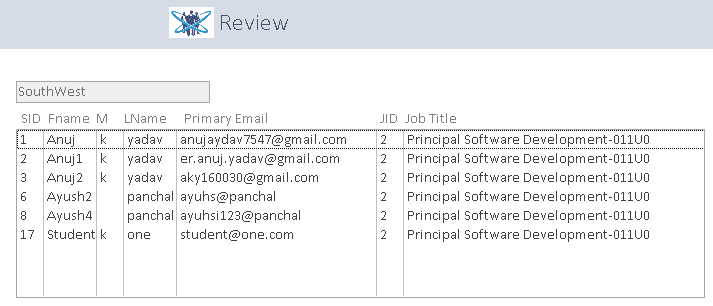 Review
SouthWest
SID Fname M LName Primary Email JID Job Title
1 Anuj k yadav anujaydav7547@gmail.com 2 Principal Software Development-011U0
2 Anuj1 k yadav er.anuj.yadav@gmail.com 2 Principal Software Development-011U0
3 Anuj2 k yadav aky160030@gmail.com 2 Principal Software Development-011U0
6 Ayush2 panchal ayuhs@panchal 2 Principal Software Development-011U0
8 Ayush4 panchal ayuhsi123@panchal 2 Principal Software Development-011U0
17 Student k one student@one.com 2 Principal Software Development-011U0